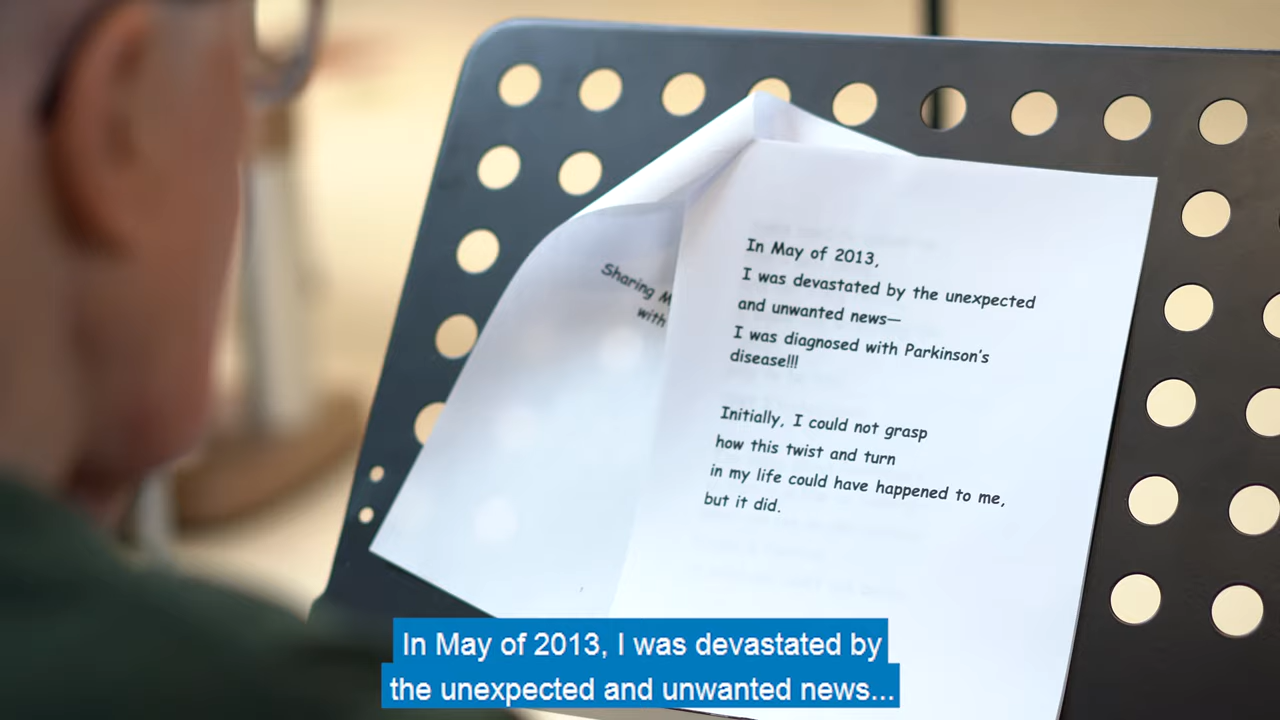 Sharing M
with
In May of 2013,
I was devastated by the unexpected
and unwanted news—
I was diagnosed with Parkinson's
disease!!!
Initially, I could not grasp
how this twist and turn
in my life could have happened to me,
but it did.
In May of 2013, I was devastated by
the unexpected and unwanted news...